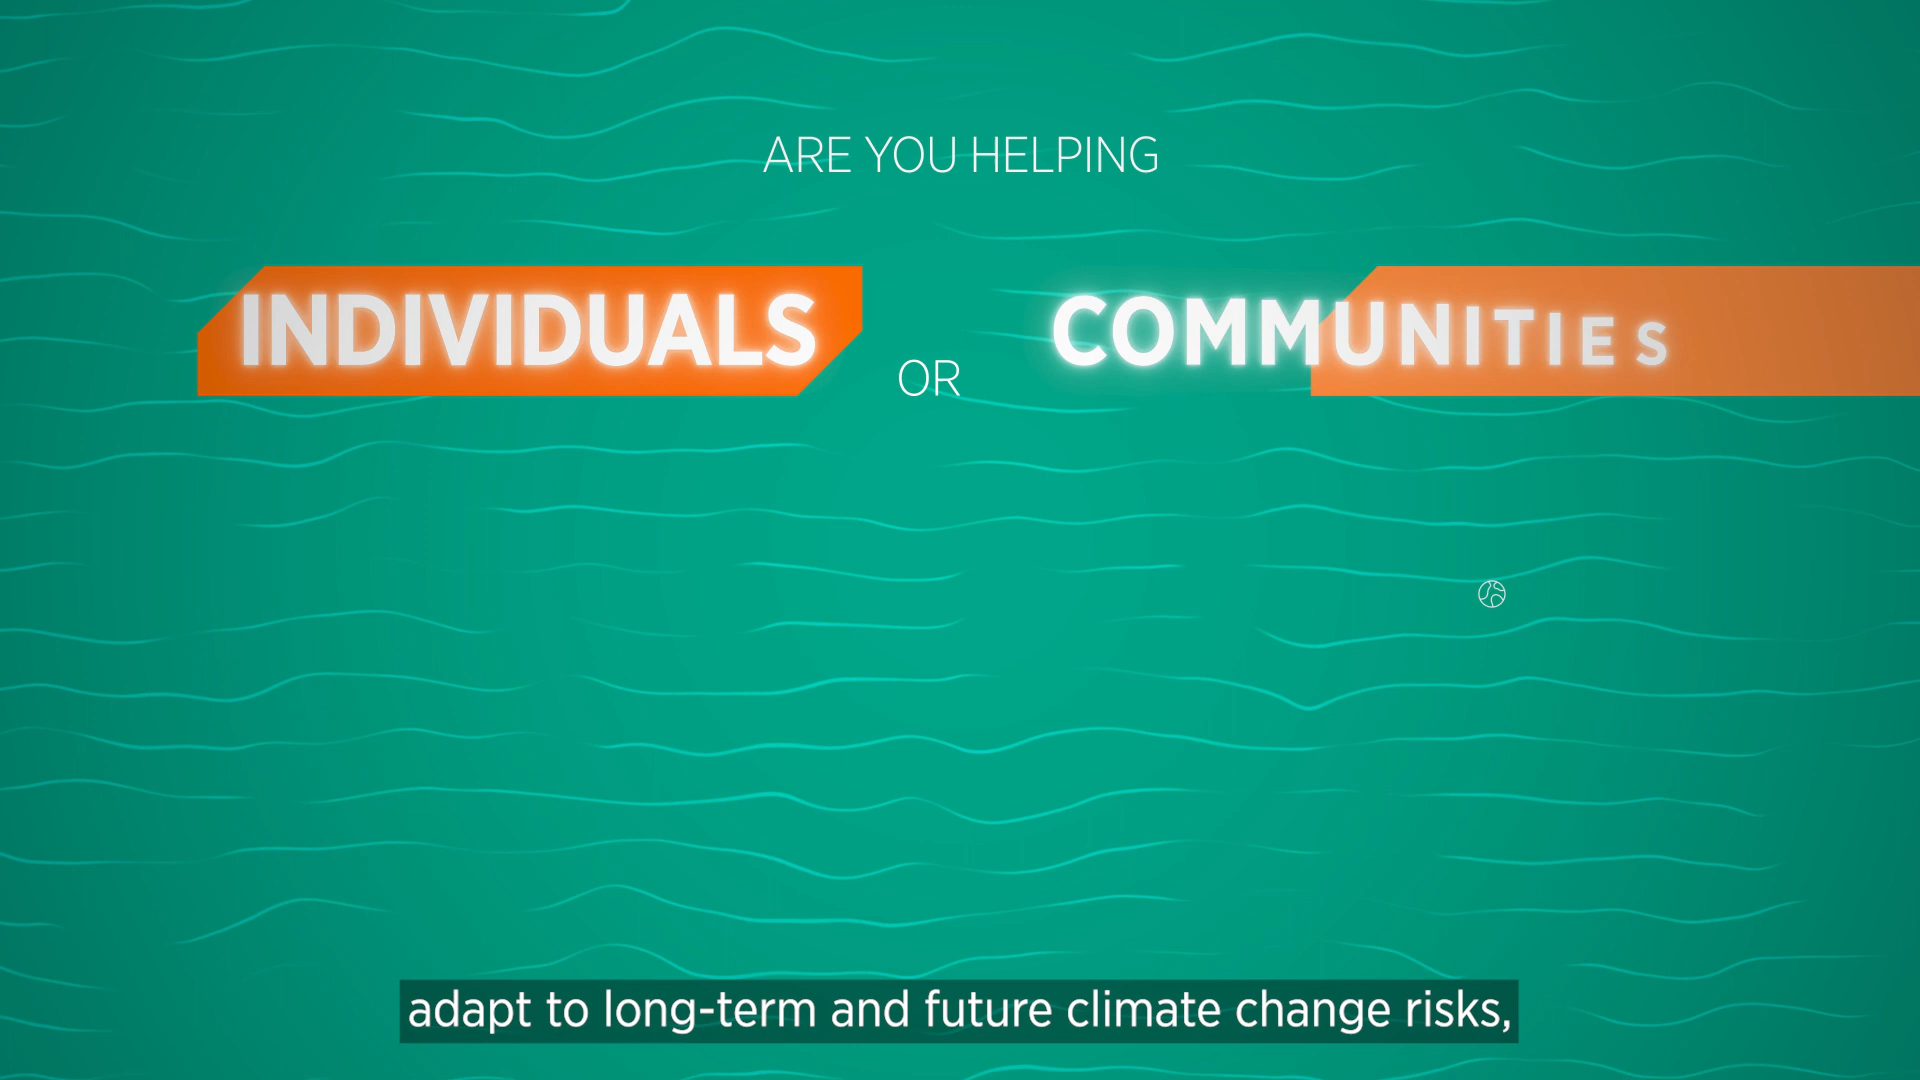 ARE YOU HELPING
INDIVIDUALS OR COMMUNITIES
adapt to long-term and future climate change risks,